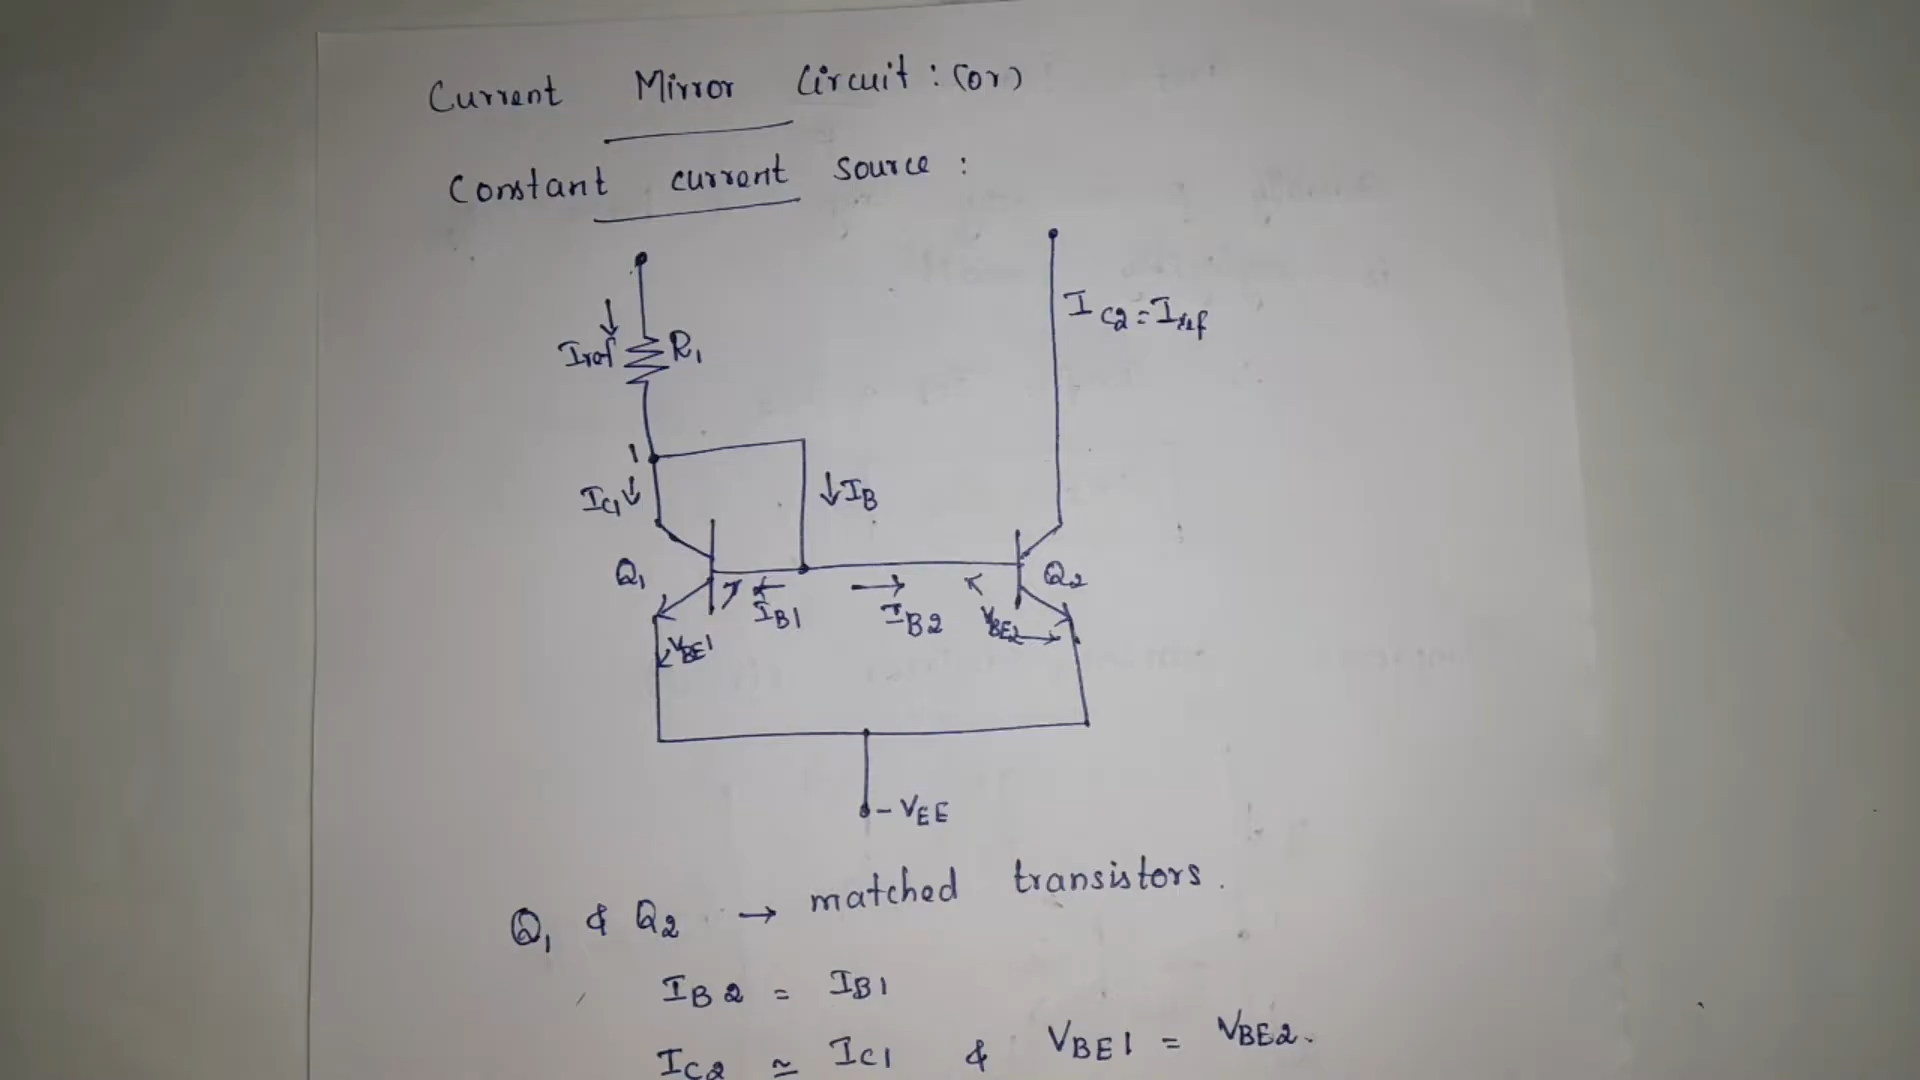 Current Mirror Circuit : (or)
Constant current source :
I C2 = Iref
Iref R1
1
IC1 ↓ ↓ IB
Q1 Q2
IB1 IB2 VBE2
VBE1
- VEE
Q1 & Q2 → matched transistors.
IB2 = IB1
IC2 ≃ IC1 & VBE1 = VBE2.